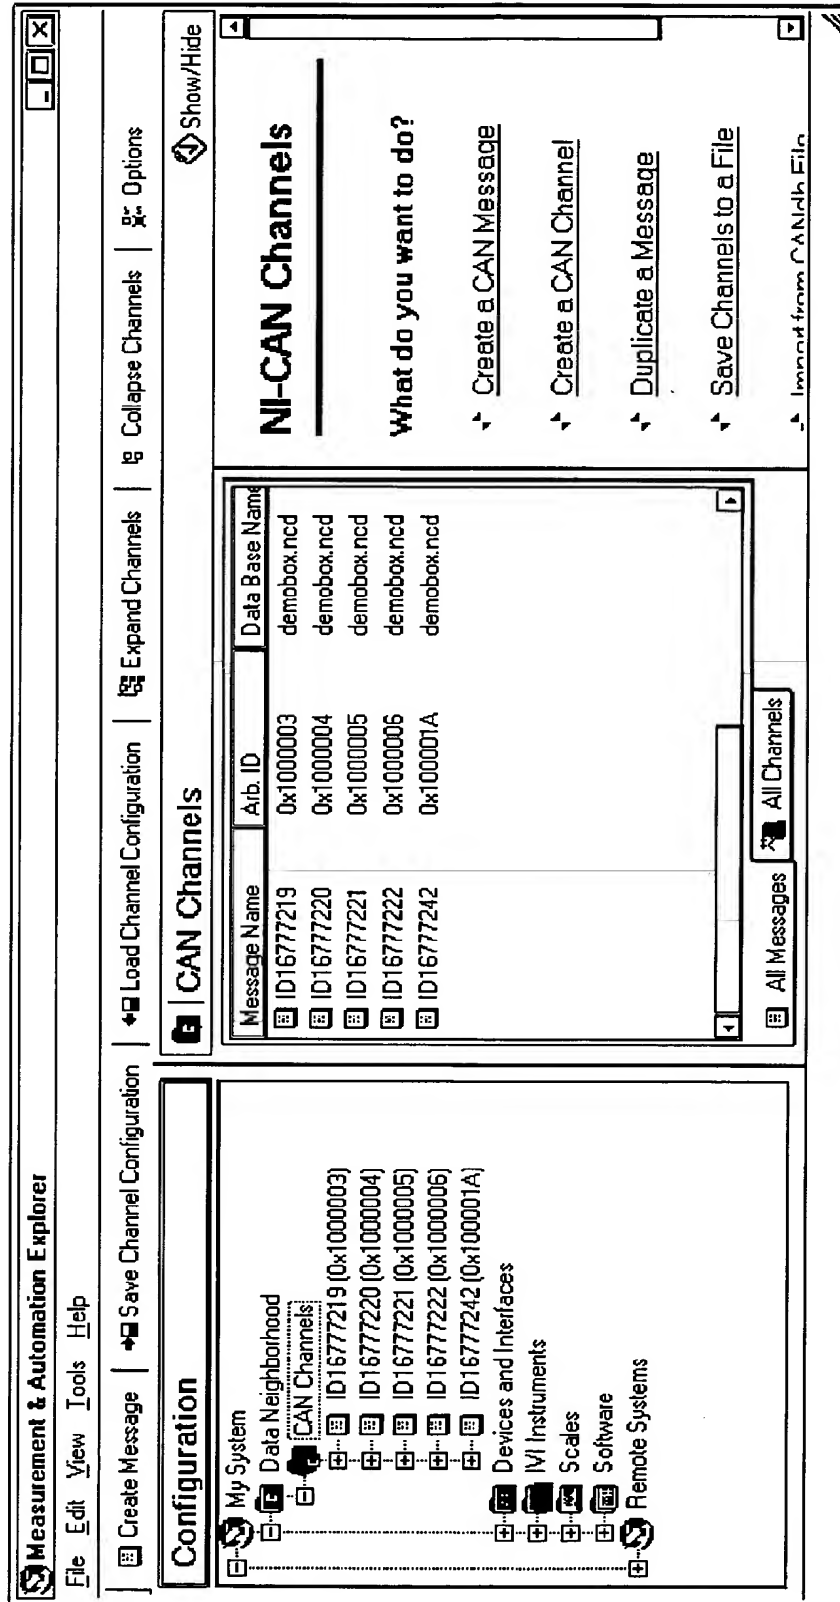 Measurement & Automation Explorer
File Edit View Tools Help
Create Message Save Channel Configuration Load Channel Configuration Expand Channels Collapse Channels Options
Configuration
My System
Data Neighborhood
CAN Channels
ID16777219 (0x1000003)
ID16777220 (0x1000004)
ID16777221 (0x1000005)
ID16777222 (0x1000006)
ID16777242 (0x100001A)
Devices and Interfaces
IVI Instruments
Scales
Software
Remote Systems
CAN Channels
Show/Hide
Message Name Arb. ID Data Base Name
ID16777219 0x1000003 demobox.ncd
ID16777220 0x1000004 demobox.ncd
ID16777221 0x1000005 demobox.ncd
ID16777222 0x1000006 demobox.ncd
ID16777242 0x100001A demobox.ncd
All Messages All Channels
NI-CAN Channels
What do you want to do?
Create a CAN Message
Create a CAN Channel
Duplicate a Message
Save Channels to a File
Import from CANdb File